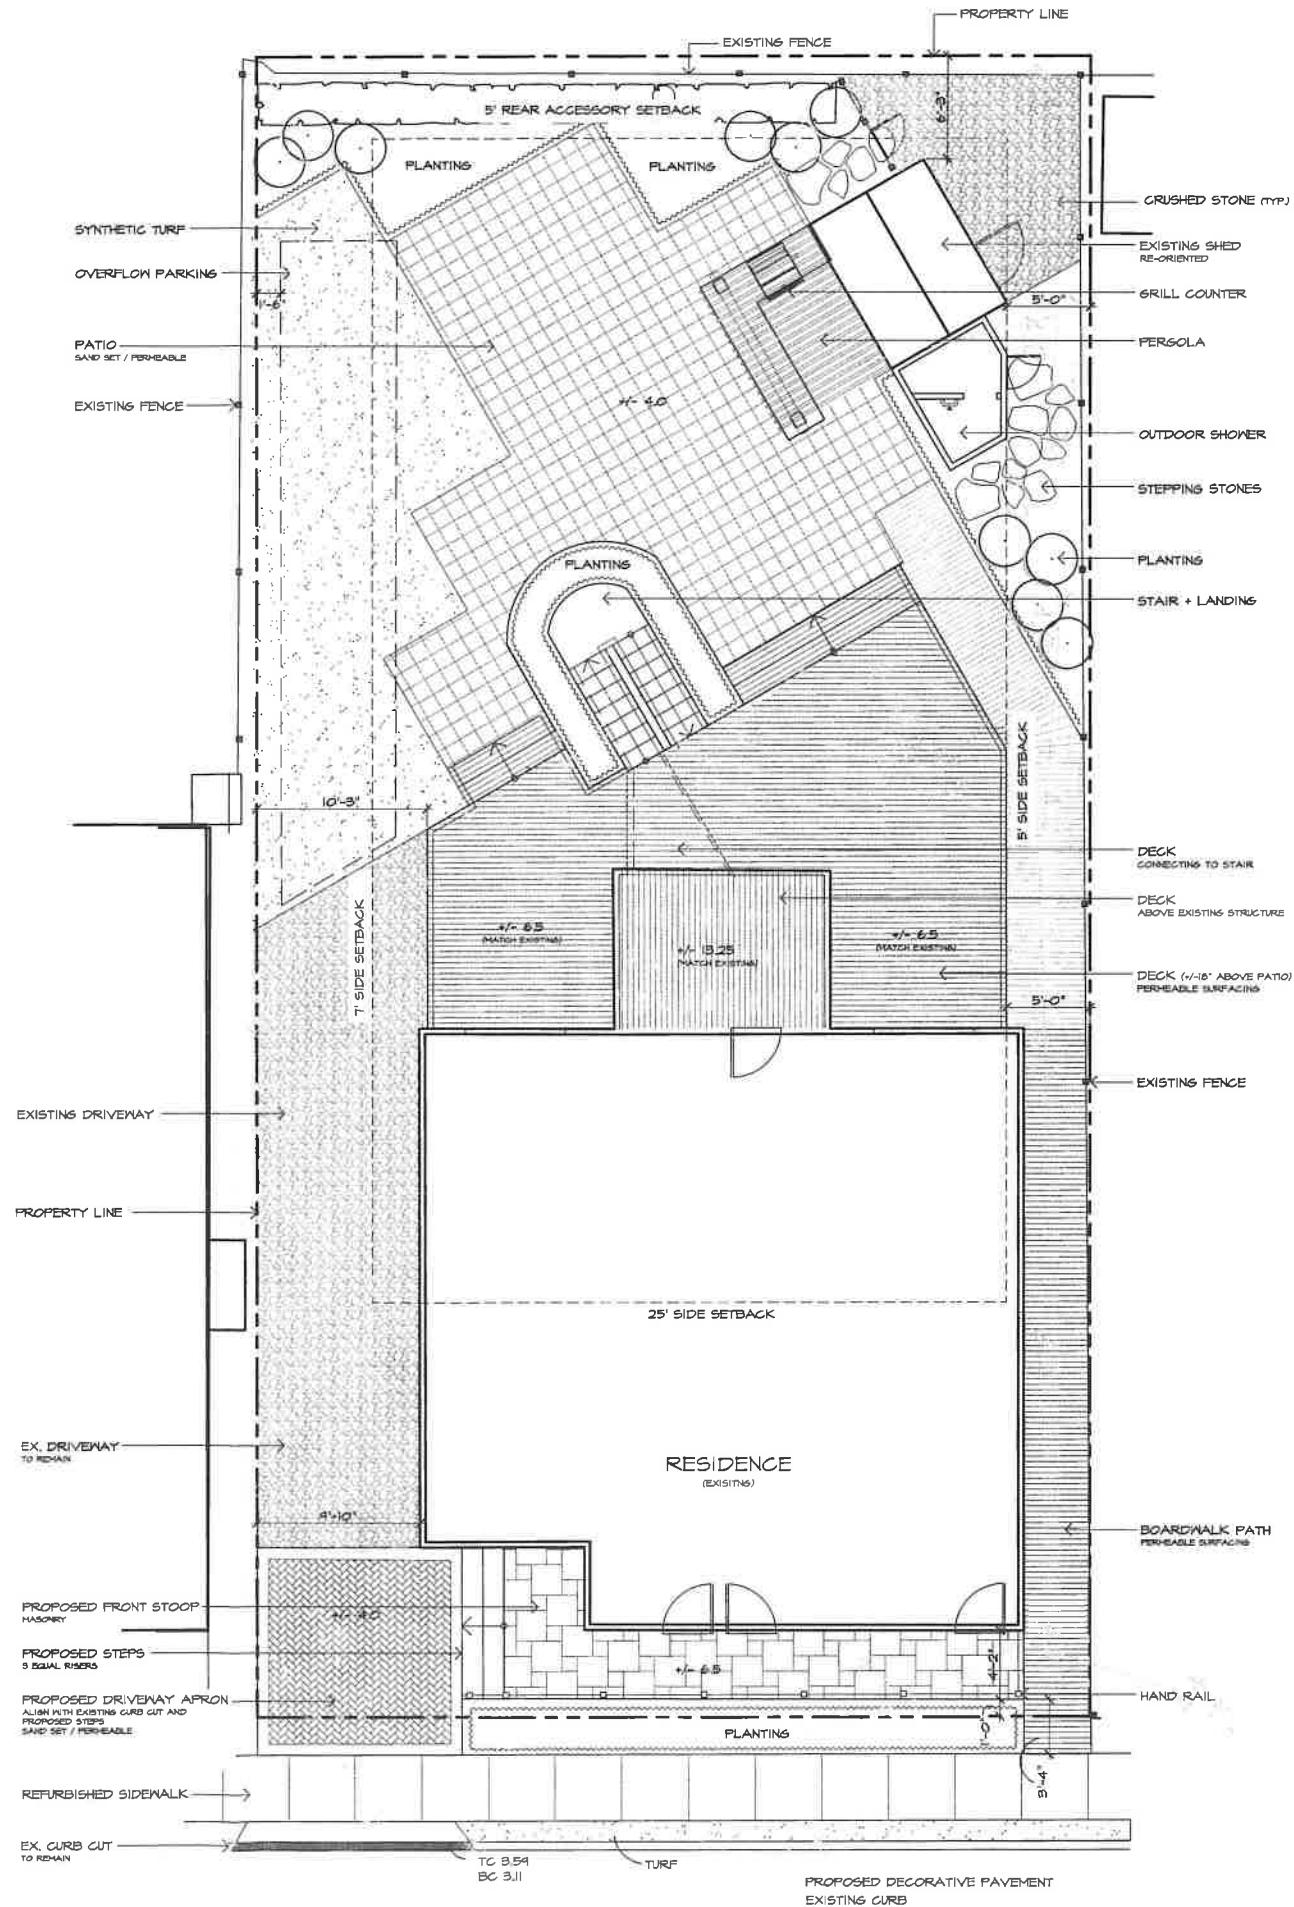 PROPERTY LINE
EXISTING FENCE
5' REAR ACCESSORY SETBACK
6'-3"
PLANTING
PLANTING
CRUSHED STONE (TYP.)
SYNTHETIC TURF
EXISTING SHED
RE-ORIENTED
OVERFLOW PARKING
GRILL COUNTER
1'-6"
5'-0"
PATIO
SAND SET / PERMEABLE
PERGOLA
EXISTING FENCE
+/- 4.0
OUTDOOR SHOWER
STEPPING STONES
PLANTING
PLANTING
STAIR + LANDING
5' SIDE SETBACK
10'-3"
DECK
CONNECTING TO STAIR
DECK
ABOVE EXISTING STRUCTURE
7' SIDE SETBACK
+/- 6.5
(MATCH EXISTING)
+/- 13.25
(MATCH EXISTING)
+/- 6.5
(MATCH EXISTING)
DECK (+/-18" ABOVE PATIO)
PERMEABLE SURFACING
5'-0"
EXISTING FENCE
EXISTING DRIVEWAY
PROPERTY LINE
25' SIDE SETBACK
EX. DRIVEWAY
TO REMAIN
RESIDENCE
(EXISITNG)
9'-10"
BOARDWALK PATH
PERMEABLE SURFACING
PROPOSED FRONT STOOP
MASONRY
+/- 4.0
PROPOSED STEPS
5 EQUAL RISERS
+/- 6.5
4'-2"
PROPOSED DRIVEWAY APRON
ALIGN WITH EXISTING CURB CUT AND
PROPOSED STEPS
SAND SET / PERMEABLE
HAND RAIL
PLANTING
1'-0"
3'-4"
REFURBISHED SIDEWALK
EX. CURB CUT
TO REMAIN
TC 3.59
BC 3.11
TURF
PROPOSED DECORATIVE PAVEMENT
EXISTING CURB